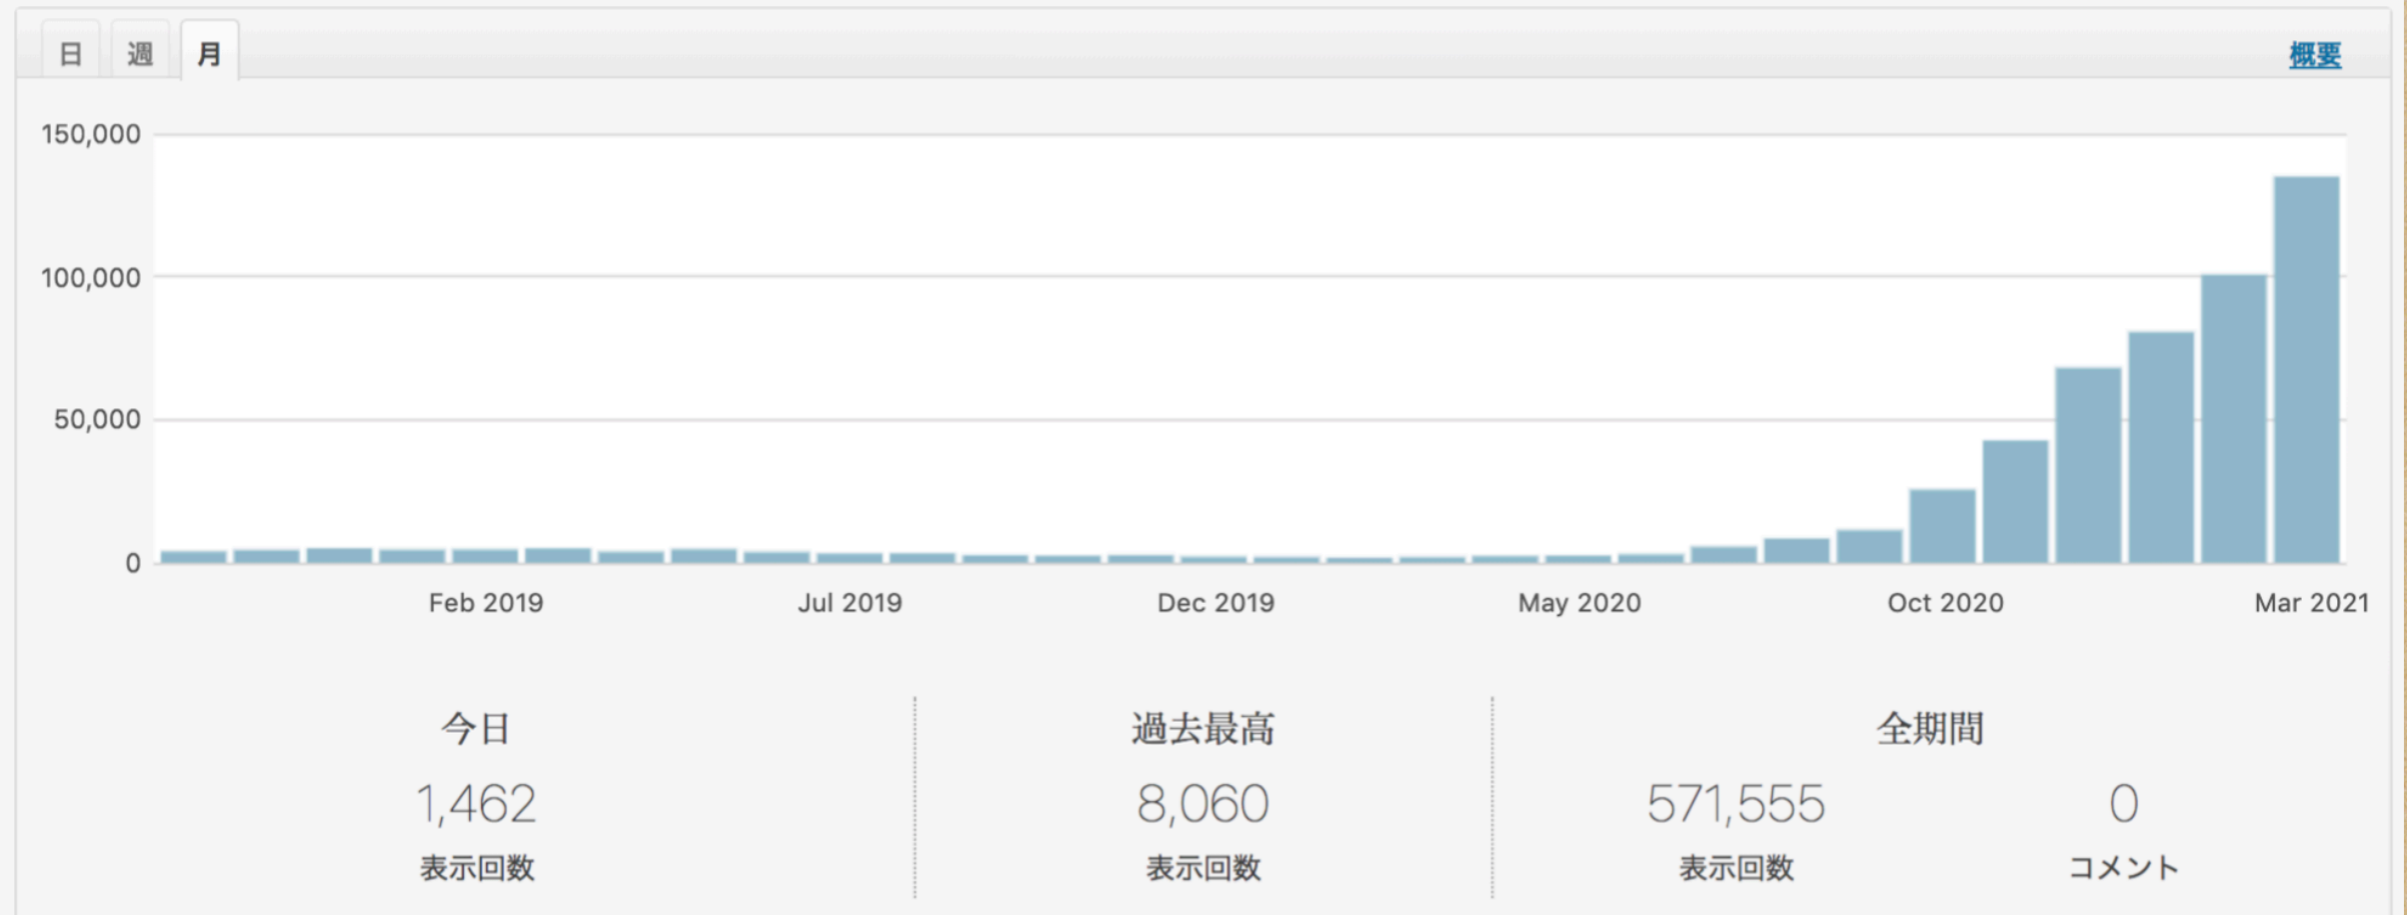 日 週 月 概要
150,000
100,000
50,000
0
Feb 2019 Jul 2019 Dec 2019 May 2020 Oct 2020 Mar 2021
今日 過去最高 全期間
1,462 8,060 571,555 0
表示回数 表示回数 表示回数 コメント